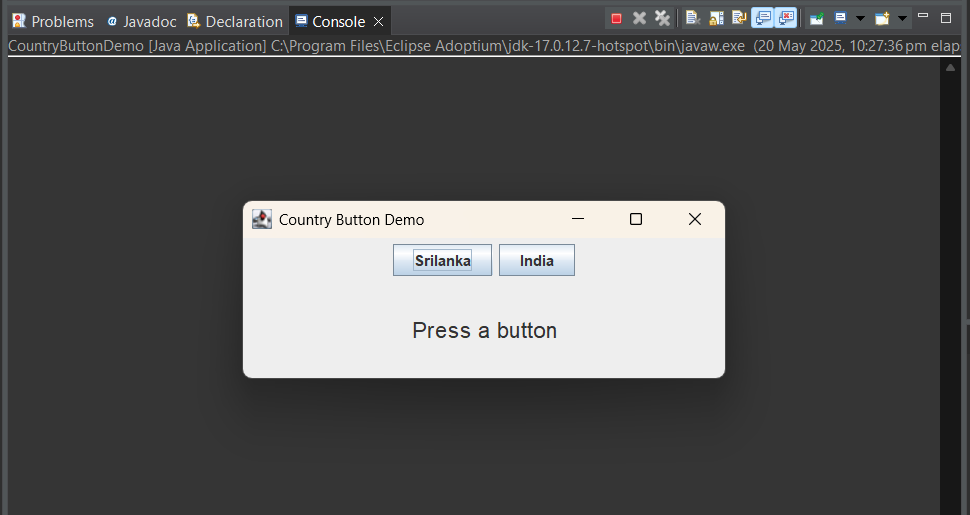 Problems @ Javadoc Declaration Console
CountryButtonDemo [Java Application] C:\Program Files\Eclipse Adoptium\jdk-17.0.12.7-hotspot\bin\javaw.exe (20 May 2025, 10:27:36 pm elap
Country Button Demo
Srilanka India
Press a button